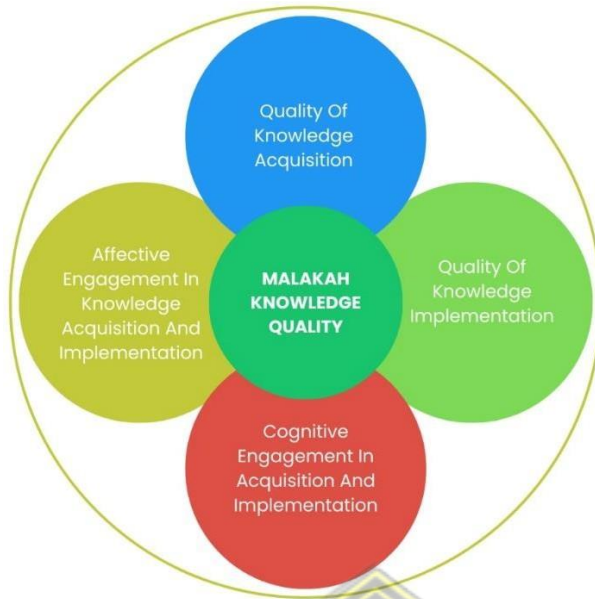 Quality Of
Knowledge
Acquisition
Affective
Engagement In
Knowledge
Acquisition And
Implementation
MALAKAH
KNOWLEDGE
QUALITY
Quality Of
Knowledge
Implementation
Cognitive
Engagement In
Acquisition And
Implementation